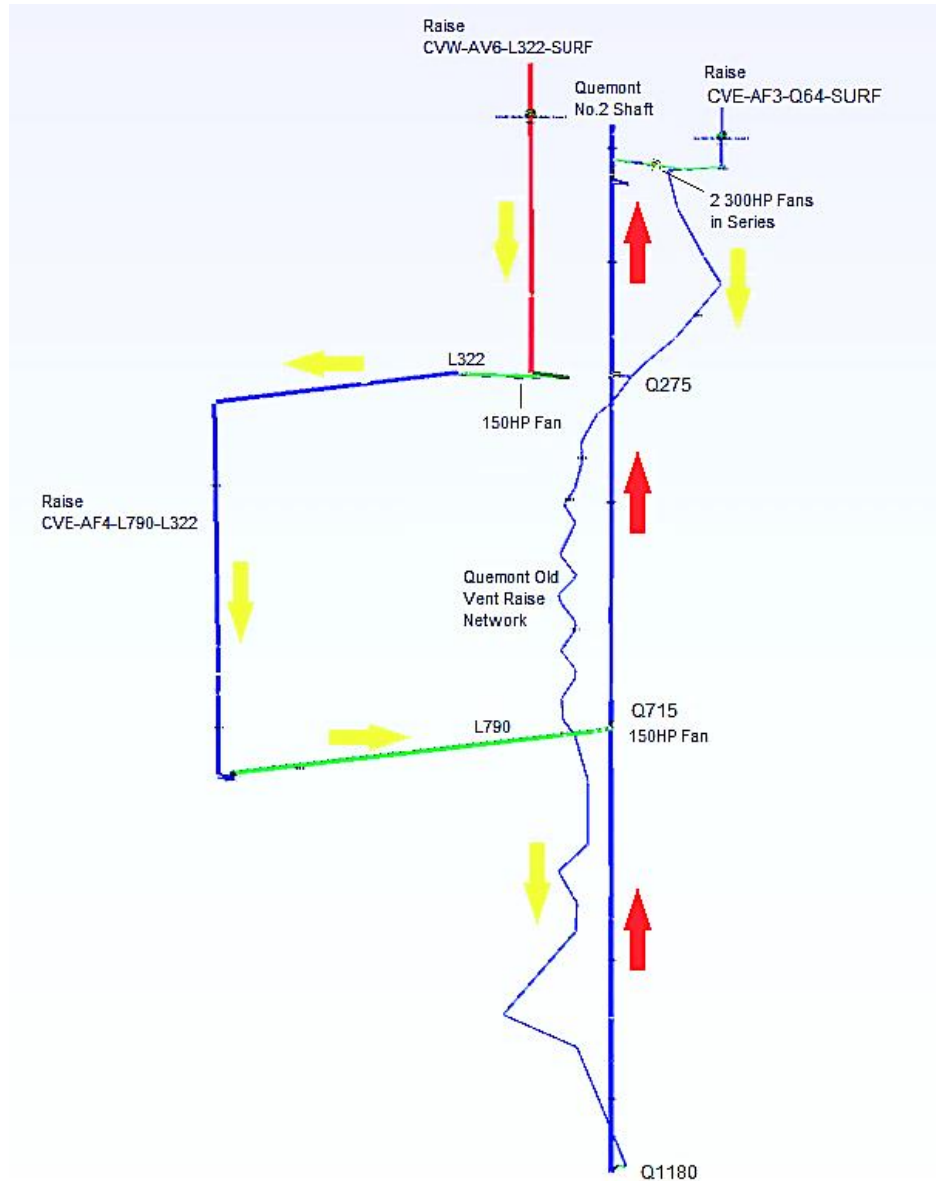 Raise
CVW-AV6-L322-SURF
Quemont
No.2 Shaft
Raise
CVE-AF3-Q64-SURF
2 300HP Fans
in Series
L322
150HP Fan
Q275
Raise
CVE-AF4-L790-L322
Quemont Old
Vent Raise
Network
L790
Q715
150HP Fan
Q1180